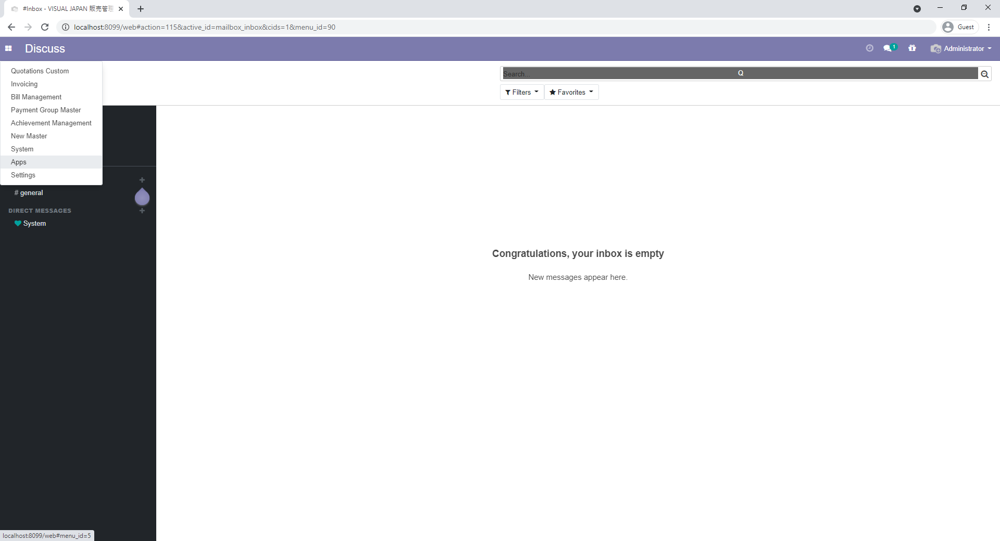 #Inbox - VISUAL JAPAN 販売管理
Guest
localhost:8099/web#action=115&active_id=mailbox_inbox&cids=1&menu_id=90
Discuss
1
Administrator
Quotations Custom
Invoicing
Bill Management
Payment Group Master
Achievement Management
New Master
System
Apps
Settings
Search...
Q
Filters
Favorites
# general
DIRECT MESSAGES
System
Congratulations, your inbox is empty
New messages appear here.
localhost:8099/web#menu_id=5